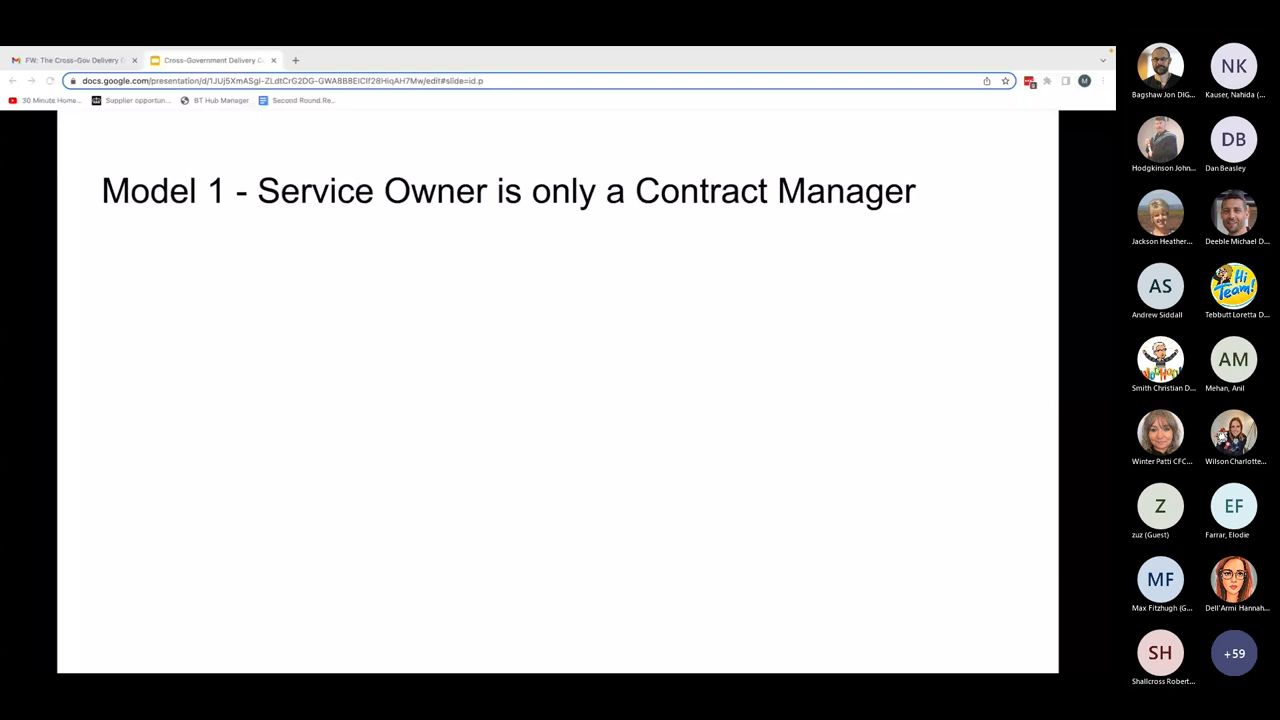 FW: The Cross-Gov Delivery C
Cross-Government Delivery C
docs.google.com/presentation/d/1JUj5XmASgi-ZLdtCrG2DG-GWA8B8EICIf28HiqAH7Mw/edit#slide=id.p
M
30 Minute Home...
Supplier opportun...
BT Hub Manager
Second Round.Re...
Model 1 - Service Owner is only a Contract Manager
NK
Bagshaw Jon DIG...
Kauser, Nahida (...
DB
Hodgkinson John...
Dan Beasley
Jackson Heather...
Deeble Michael D...
AS
Hi Team!
Andrew Siddall
Tebbutt Loretta D...
AM
Smith Christian D...
Mehan, Anil
Winter Patti CFC...
Wilson Charlotte...
Z
EF
zuz (Guest)
Farrar, Elodie
MF
Max Fitzhugh (G...
Dell'Armi Hannah...
SH
+59
Shallcross Robert...